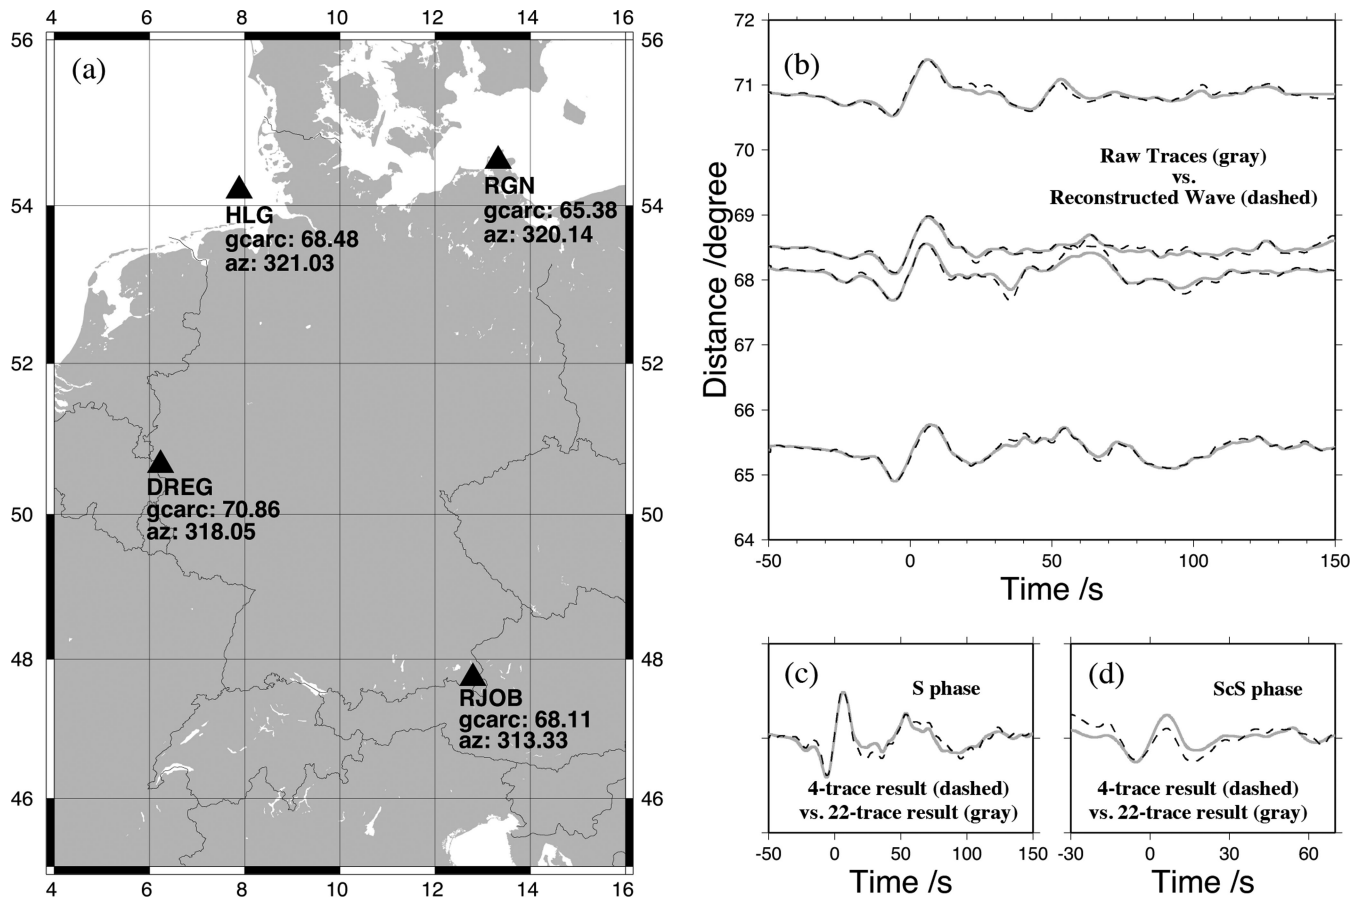 4 6 8 10 12 14 16
56 56
(a)
RGN
gcarc: 65.38
az: 320.14
54 54
HLG
gcarc: 68.48
az: 321.03
52 52
DREG
gcarc: 70.86
az: 318.05
50 50
48 48
RJOB
gcarc: 68.11
az: 313.33
46 46
4 6 8 10 12 14 16
(b)
72
71
70
69
68
67
66
65
64
Distance /degree
Raw Traces (gray)
vs.
Reconstructed Wave (dashed)
-50 0 50 100 150
Time /s
(c)
S phase
4-trace result (dashed)
vs. 22-trace result (gray)
-50 0 50 100 150
Time /s
(d)
ScS phase
4-trace result (dashed)
vs. 22-trace result (gray)
-30 0 30 60
Time /s